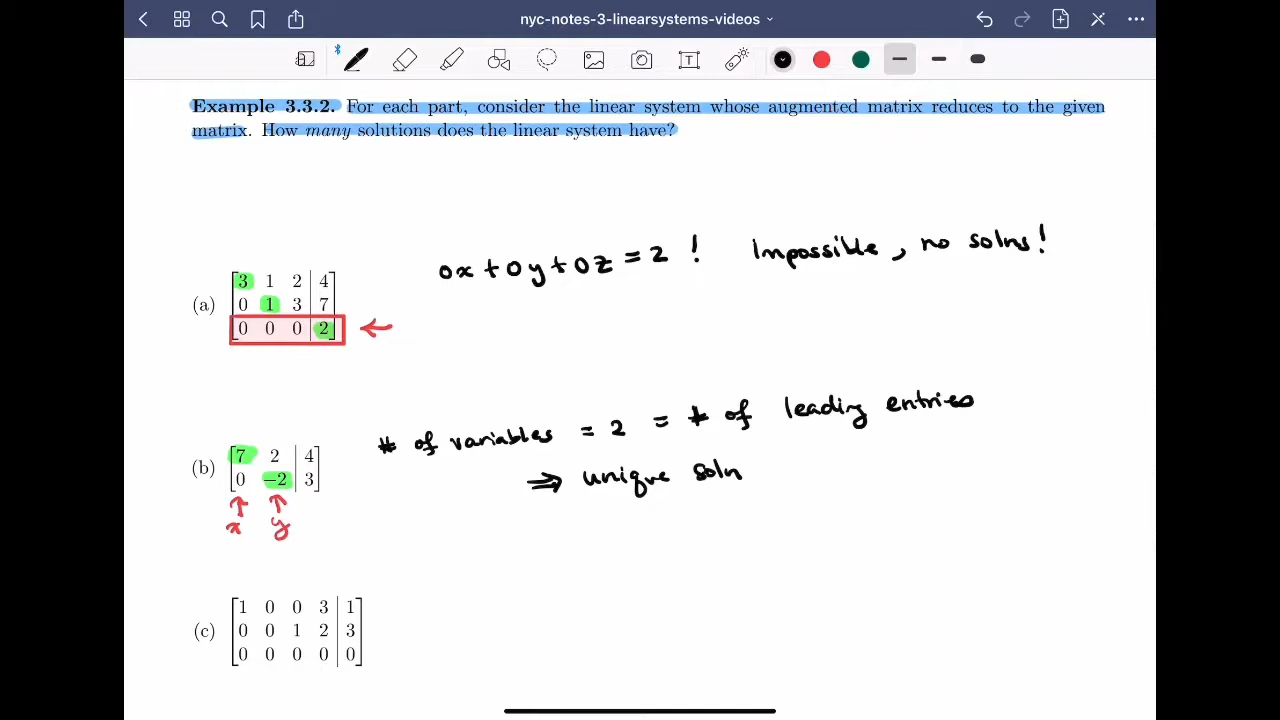 nyc-notes-3-linearsystems-videos
Example 3.3.2. For each part, consider the linear system whose augmented matrix reduces to the given
matrix. How many solutions does the linear system have?
0x + 0y + 0z = 2 ! Impossible, no solns!
3 1 2 4
(a) 0 1 3 7
0 0 0 2 ←
# of variables = 2 = # of leading entries
⇒ unique soln
7 2 4
(b)
0 −2 3
↑ ↑
x y
1 0 0 3 1
(c) 0 0 1 2 3
0 0 0 0 0